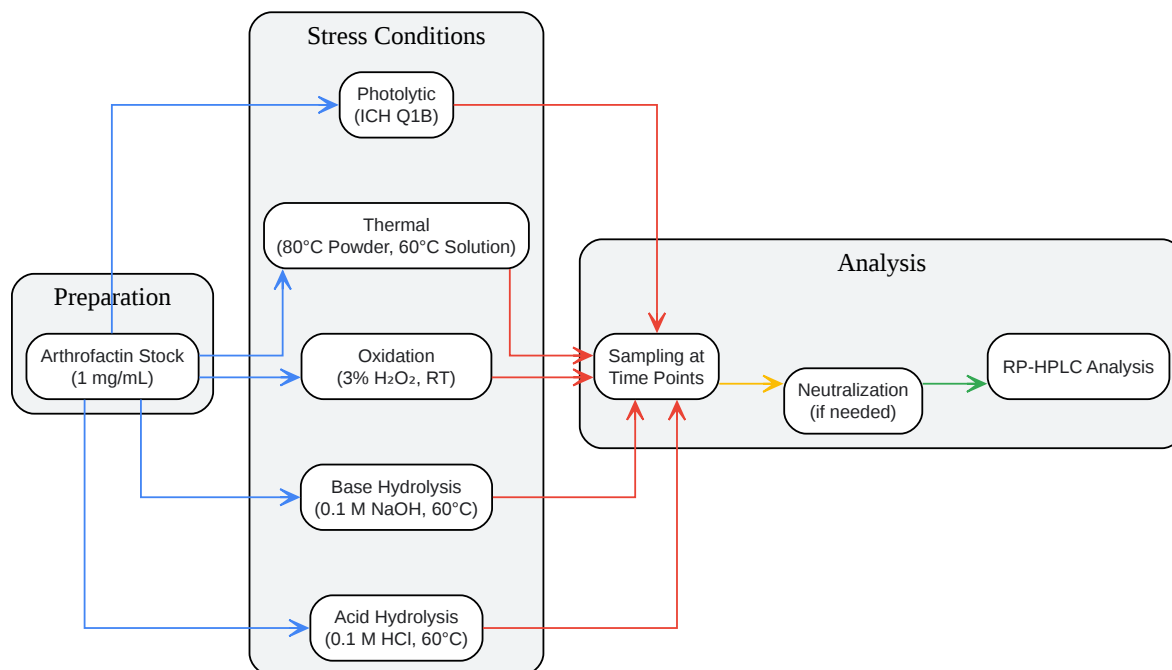 Preparation
Arthrofactin Stock
(1 mg/mL)
Stress Conditions
Photolytic
(ICH Q1B)
Thermal
(80°C Powder, 60°C Solution)
Oxidation
(3% H₂O₂, RT)
Base Hydrolysis
(0.1 M NaOH, 60°C)
Acid Hydrolysis
(0.1 M HCl, 60°C)
Analysis
Sampling at
Time Points
Neutralization
(if needed)
RP-HPLC Analysis